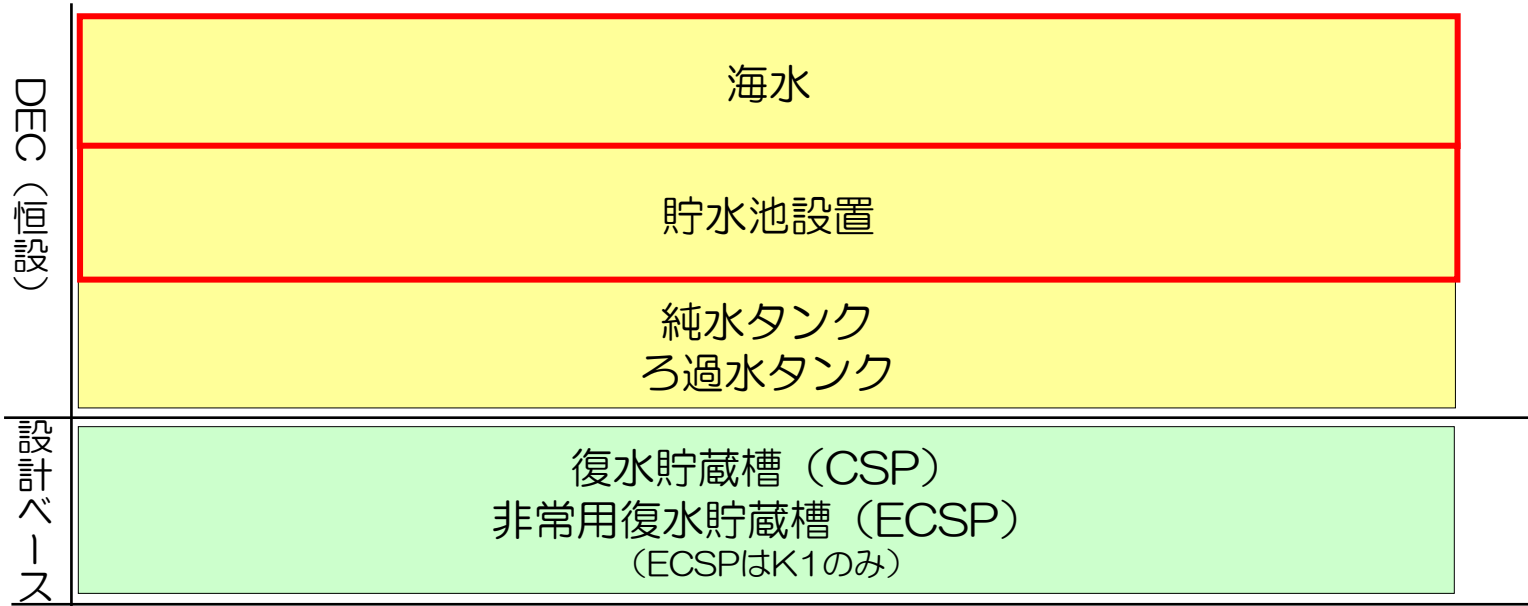 DEC（恒設）
海水
貯水池設置
純水タンク
ろ過水タンク
設計ベース
復水貯蔵槽（CSP）
非常用復水貯蔵槽（ECSP）
（ECSPはK1のみ）